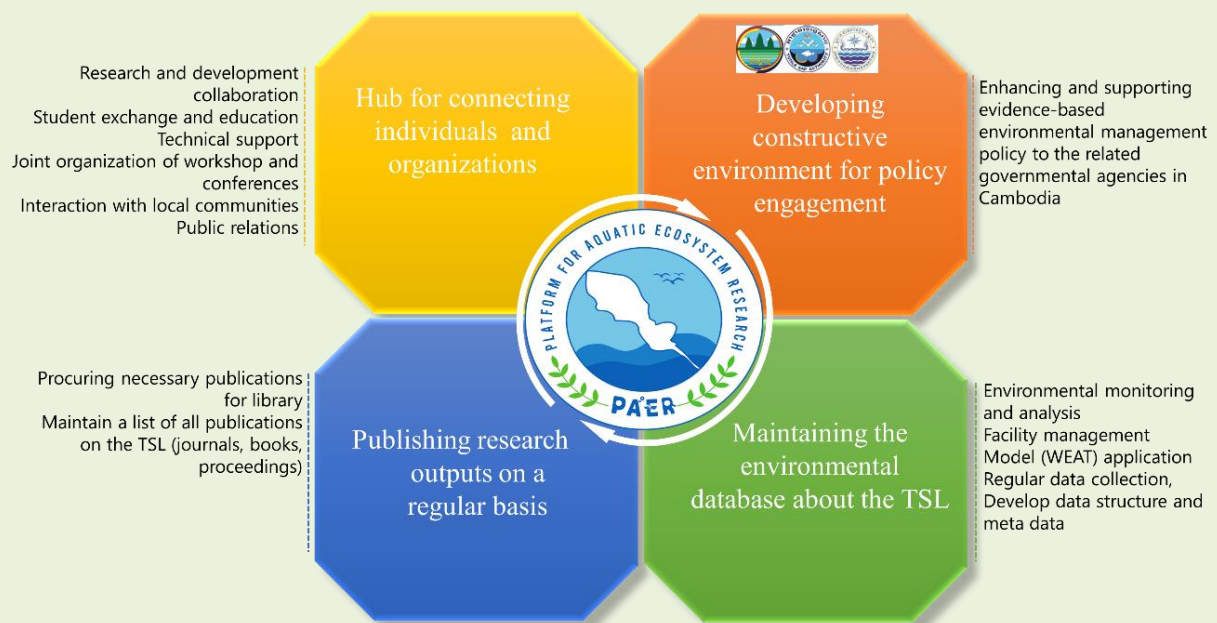 Research and development
collaboration
Student exchange and education
Technical support
Joint organization of workshop and
conferences
Interaction with local communities
Public relations
Hub for connecting
individuals and
organizations
Developing
constructive
environment for policy
engagement
Enhancing and supporting
evidence-based
environmental management
policy to the related
governmental agencies in
Cambodia
PLATFORM FOR AQUATIC ECOSYSTEM RESEARCH
PAER
Procuring necessary publications
for library
Maintain a list of all publications
on the TSL (journals, books,
proceedings)
Publishing research
outputs on a
regular basis
Maintaining the
environmental
database about the TSL
Environmental monitoring
and analysis
Facility management
Model (WEAT) application
Regular data collection,
Develop data structure and
meta data